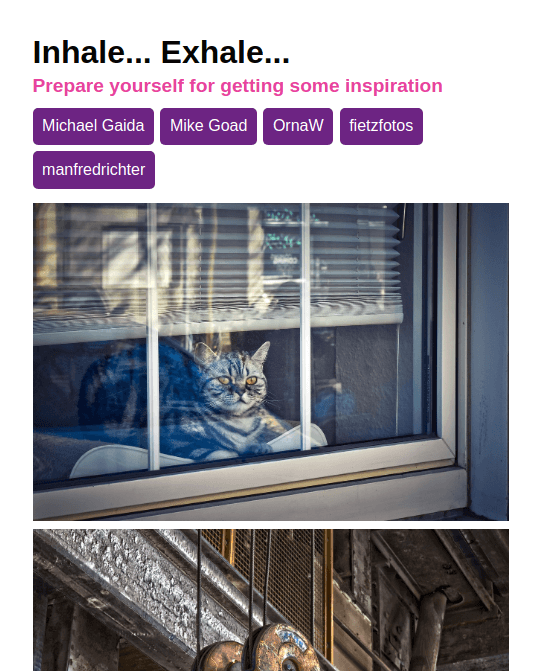 Inhale... Exhale...
Prepare yourself for getting some inspiration
Michael Gaida Mike Goad OrnaW fietzfotos
manfredrichter